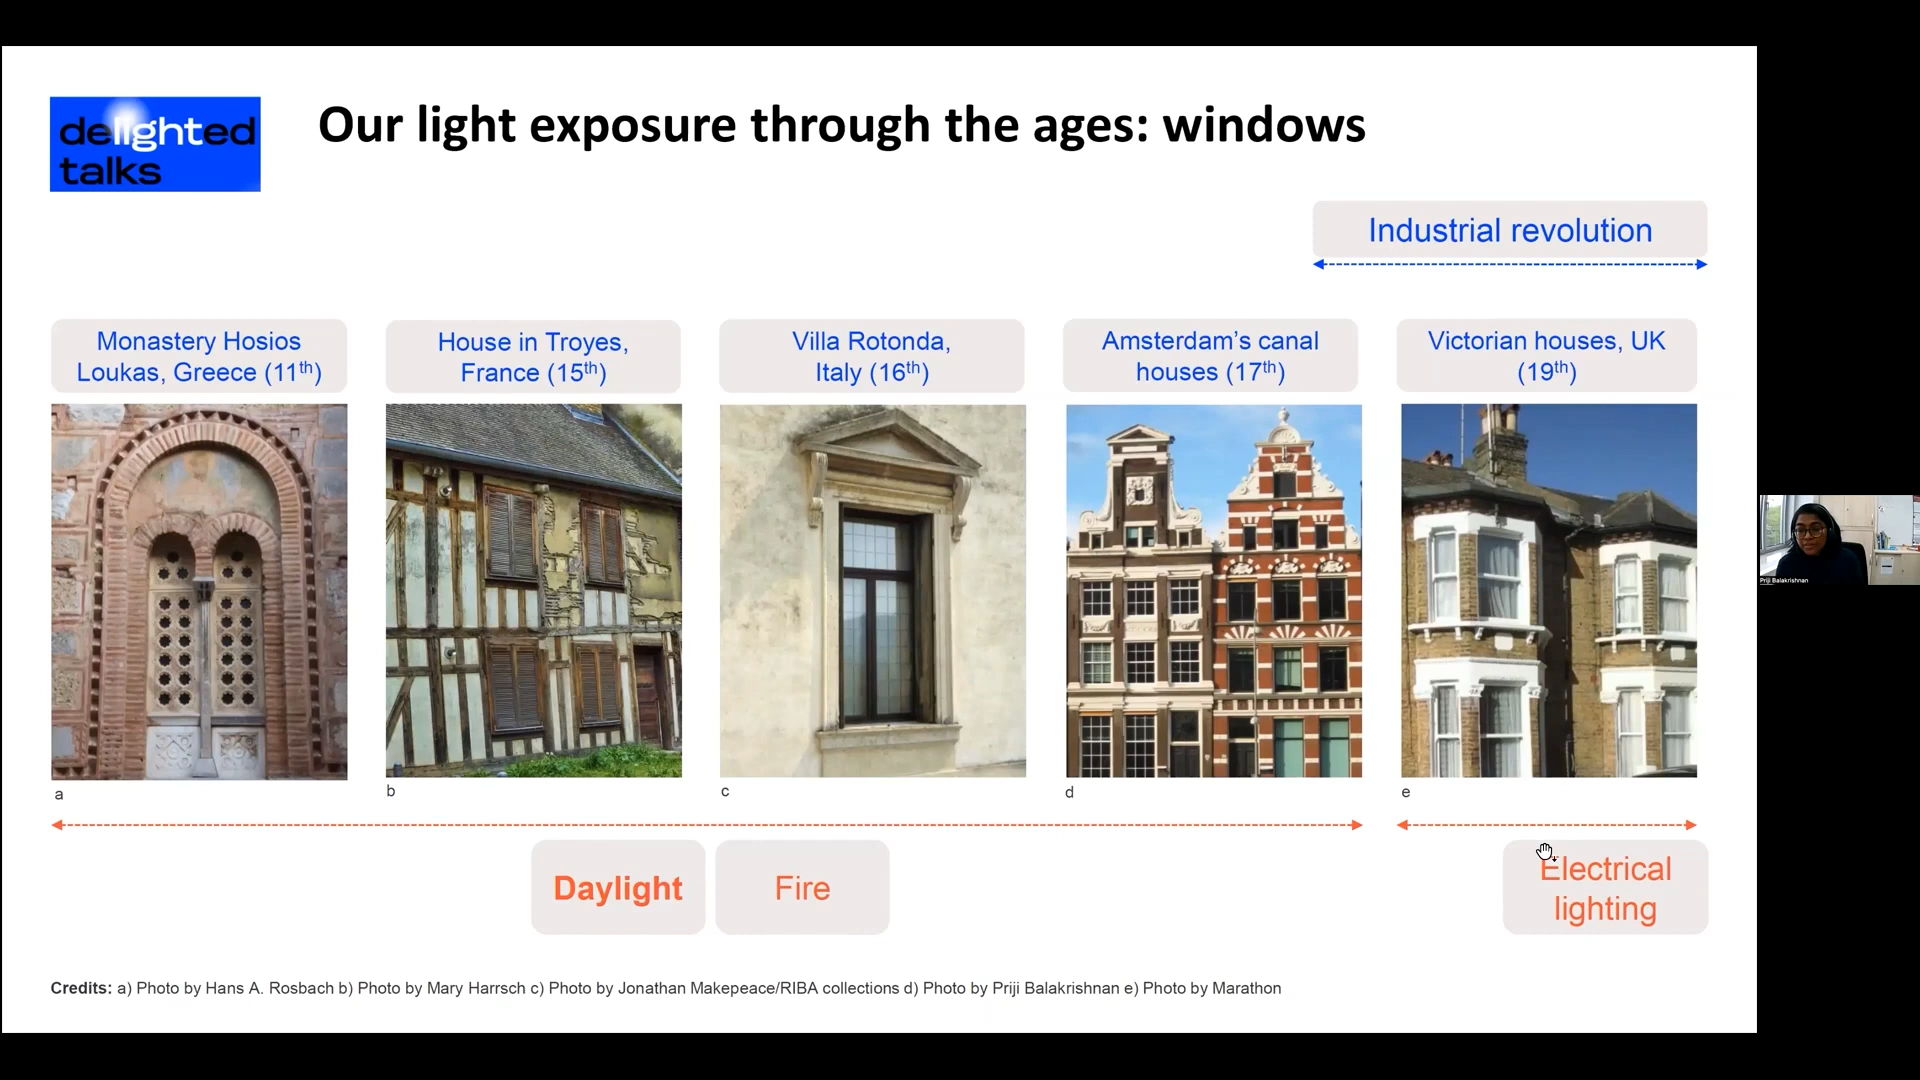 delighted
talks
Our light exposure through the ages: windows
Industrial revolution
Monastery Hosios
Loukas, Greece (11th)
House in Troyes,
France (15th)
Villa Rotonda,
Italy (16th)
Amsterdam’s canal
houses (17th)
Victorian houses, UK
(19th)
a
b
c
d
e
Daylight
Fire
Electrical
lighting
Credits: a) Photo by Hans A. Rosbach b) Photo by Mary Harrsch c) Photo by Jonathan Makepeace/RIBA collections d) Photo by Priji Balakrishnan e) Photo by Marathon
Priji Balakrishnan